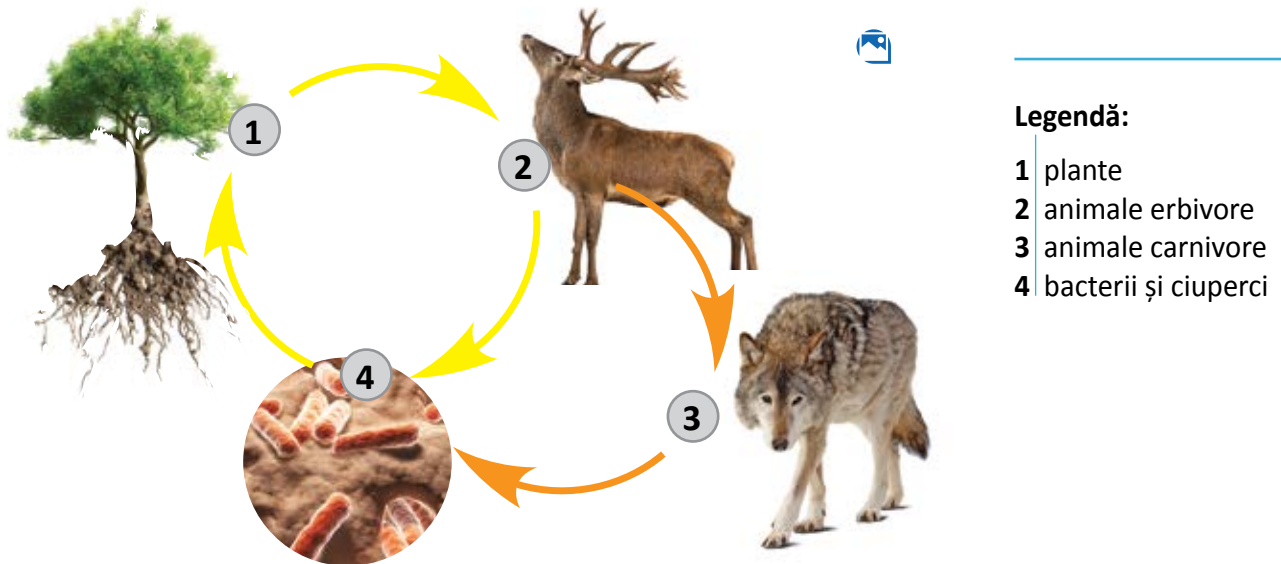 1
2
3
4
Legendă:
1 plante
2 animale erbivore
3 animale carnivore
4 bacterii și ciuperci